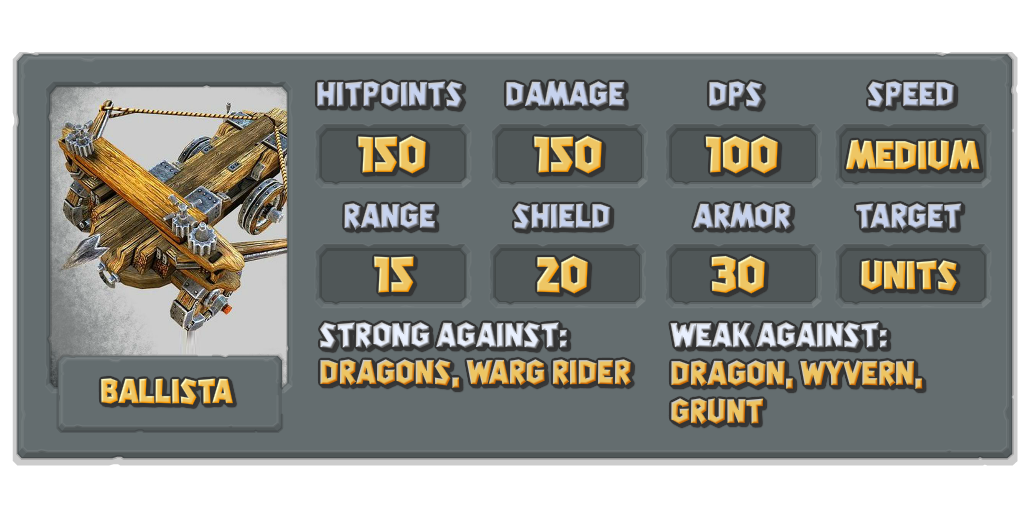 HITPOINTS DAMAGE DPS SPEED
150 150 100 MEDIUM
RANGE SHIELD ARMOR TARGET
15 20 30 UNITS
STRONG AGAINST:
DRAGONS, WARG RIDER
WEAK AGAINST:
DRAGON, WYVERN,
GRUNT
BALLISTA